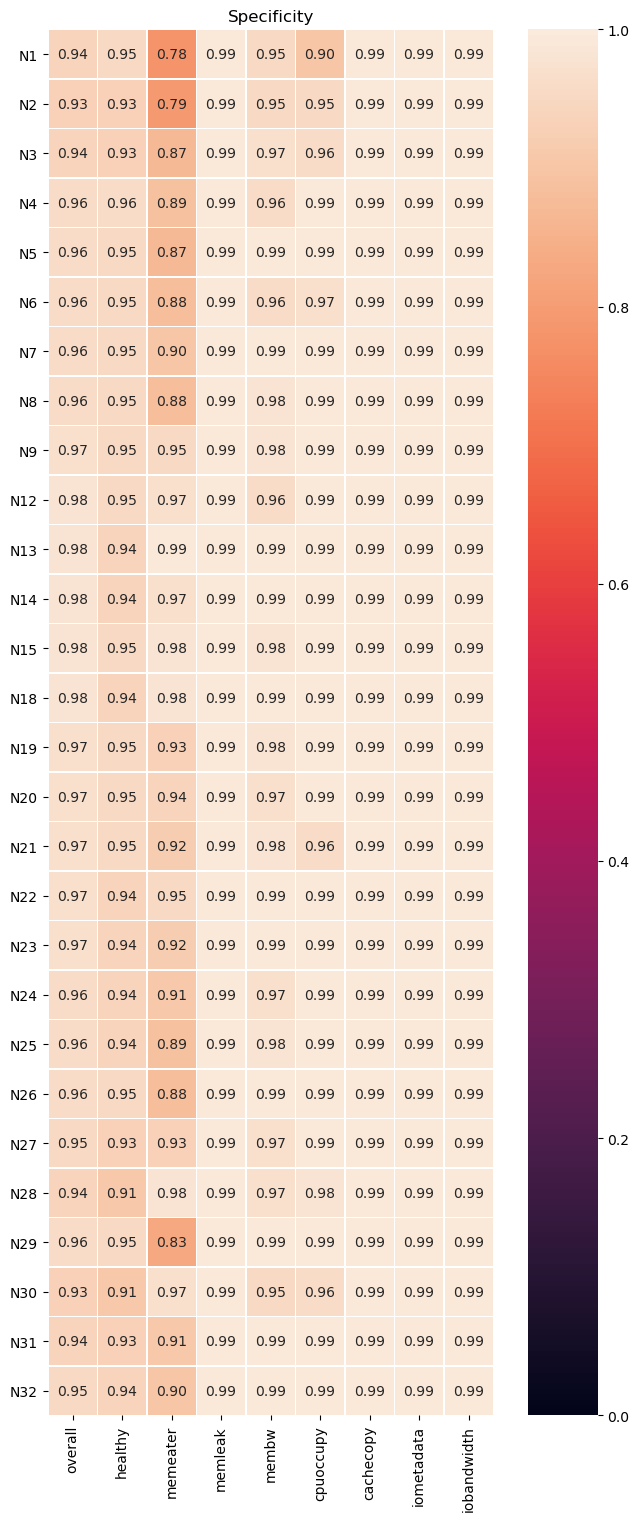 Specificity
N1 0.94 0.95 0.78 0.99 0.95 0.90 0.99 0.99 0.99
N2 0.93 0.93 0.79 0.99 0.95 0.95 0.99 0.99 0.99
N3 0.94 0.93 0.87 0.99 0.97 0.96 0.99 0.99 0.99
N4 0.96 0.96 0.89 0.99 0.96 0.99 0.99 0.99 0.99
N5 0.96 0.95 0.87 0.99 0.99 0.99 0.99 0.99 0.99
N6 0.96 0.95 0.88 0.99 0.96 0.97 0.99 0.99 0.99
N7 0.96 0.95 0.90 0.99 0.99 0.99 0.99 0.99 0.99
N8 0.96 0.95 0.88 0.99 0.98 0.99 0.99 0.99 0.99
N9 0.97 0.95 0.95 0.99 0.98 0.99 0.99 0.99 0.99
N12 0.98 0.95 0.97 0.99 0.96 0.99 0.99 0.99 0.99
N13 0.98 0.94 0.99 0.99 0.99 0.99 0.99 0.99 0.99
N14 0.98 0.94 0.97 0.99 0.99 0.99 0.99 0.99 0.99
N15 0.98 0.95 0.98 0.99 0.98 0.99 0.99 0.99 0.99
N18 0.98 0.94 0.98 0.99 0.99 0.99 0.99 0.99 0.99
N19 0.97 0.95 0.93 0.99 0.98 0.99 0.99 0.99 0.99
N20 0.97 0.95 0.94 0.99 0.97 0.99 0.99 0.99 0.99
N21 0.97 0.95 0.92 0.99 0.98 0.96 0.99 0.99 0.99
N22 0.97 0.94 0.95 0.99 0.99 0.99 0.99 0.99 0.99
N23 0.97 0.94 0.92 0.99 0.99 0.99 0.99 0.99 0.99
N24 0.96 0.94 0.91 0.99 0.97 0.99 0.99 0.99 0.99
N25 0.96 0.94 0.89 0.99 0.98 0.99 0.99 0.99 0.99
N26 0.96 0.95 0.88 0.99 0.99 0.99 0.99 0.99 0.99
N27 0.95 0.93 0.93 0.99 0.97 0.99 0.99 0.99 0.99
N28 0.94 0.91 0.98 0.99 0.97 0.98 0.99 0.99 0.99
N29 0.96 0.95 0.83 0.99 0.99 0.99 0.99 0.99 0.99
N30 0.93 0.91 0.97 0.99 0.95 0.96 0.99 0.99 0.99
N31 0.94 0.93 0.91 0.99 0.99 0.99 0.99 0.99 0.99
N32 0.95 0.94 0.90 0.99 0.99 0.99 0.99 0.99 0.99
overall
healthy
memeater
memleak
membw
cpuoccupy
cachecopy
iometadata
iobandwidth
1.0
0.8
0.6
0.4
0.2
0.0